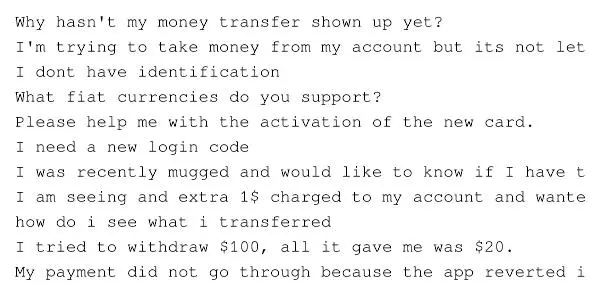 Why hasn't my money transfer shown up yet?
I'm trying to take money from my account but its not let
I dont have identification
What fiat currencies do you support?
Please help me with the activation of the new card.
I need a new login code
I was recently mugged and would like to know if I have t
I am seeing and extra 1$ charged to my account and wante
how do i see what i transferred
I tried to withdraw $100, all it gave me was $20.
My payment did not go through because the app reverted i